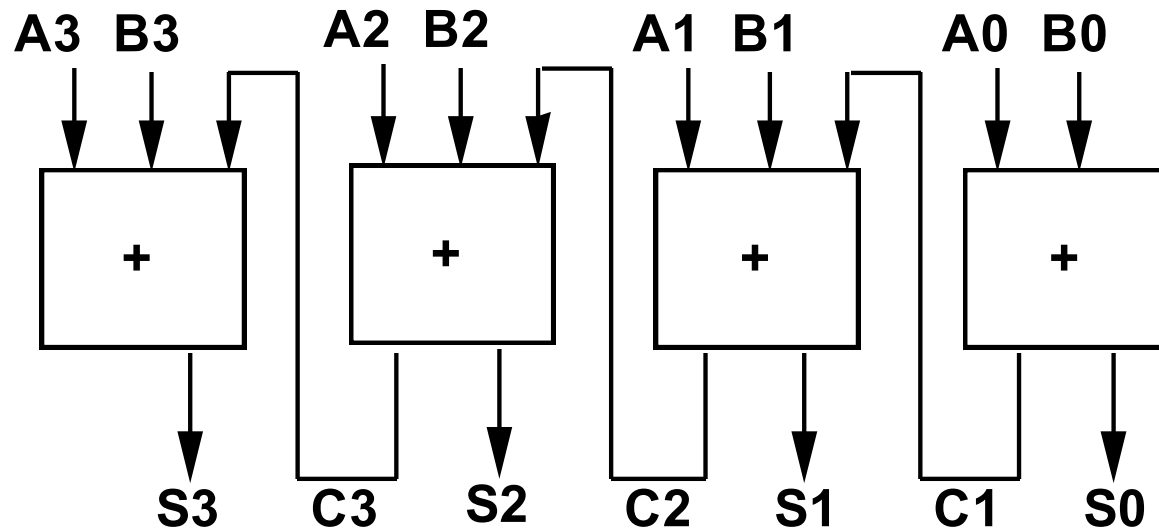 A3 B3 A2 B2 A1 B1 A0 B0
+ + + +
S3 C3 S2 C2 S1 C1 S0